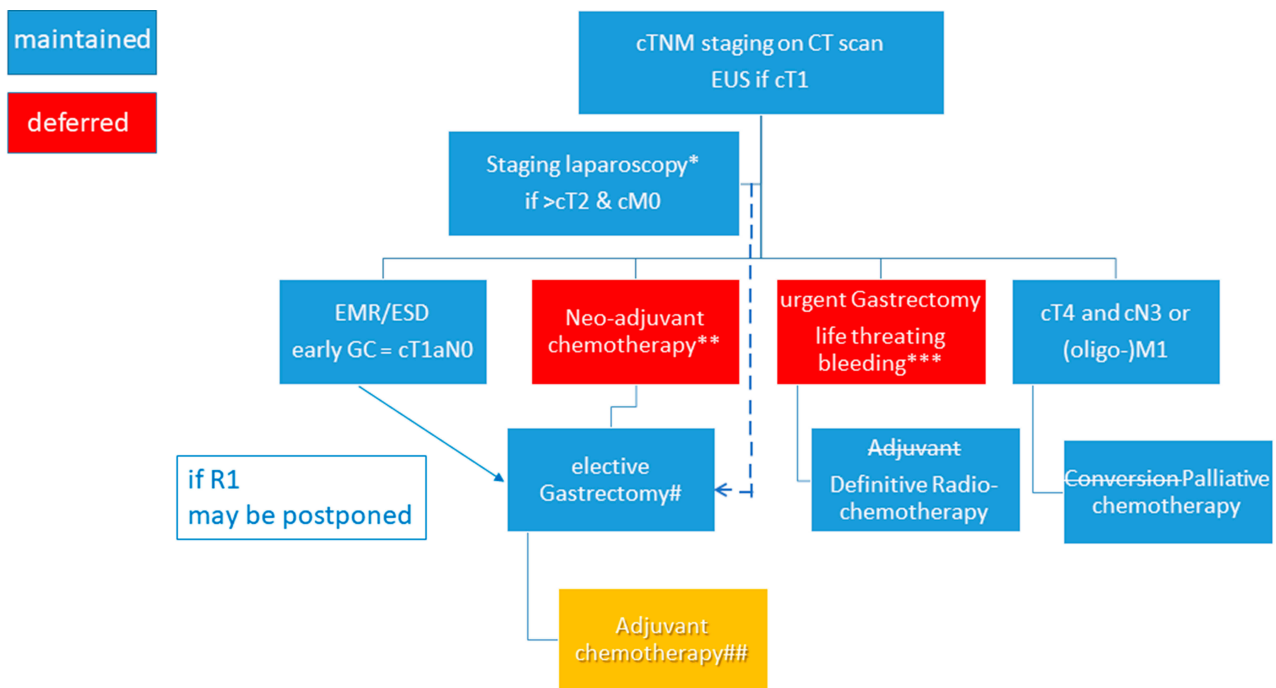 maintained
deferred
cTNM staging on CT scan
EUS if cT1
Staging laparoscopy*
if >cT2 & cM0
EMR/ESD
early GC = cT1aN0
Neo-adjuvant
chemotherapy**
urgent Gastrectomy
life threating
bleeding***
cT4 and cN3 or
(oligo-)M1
if R1
may be postponed
elective
Gastrectomy#
Adjuvant
Definitive Radio-
chemotherapy
Conversion Palliative
chemotherapy
Adjuvant
chemotherapy##